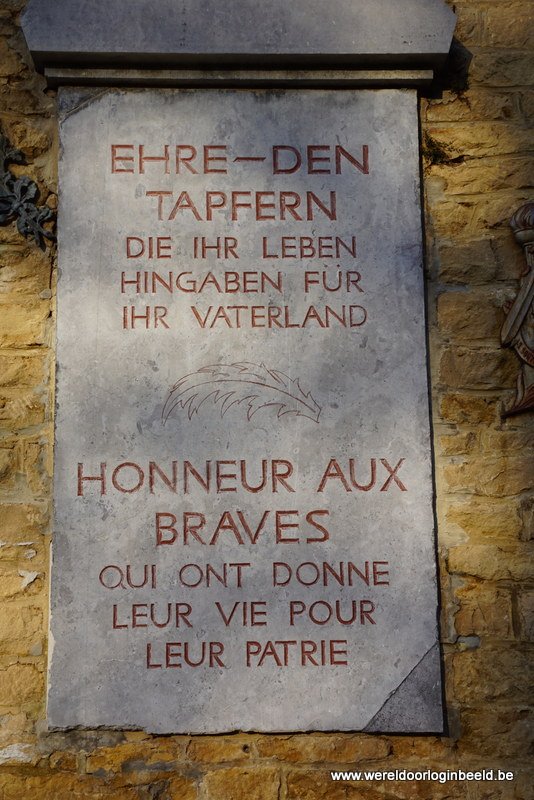 EHRE—DEN
TAPFERN
DIE IHR LEBEN
HINGABEN FÜR
IHR VATERLAND
HONNEUR AUX
BRAVES
QUI ONT DONNE
LEUR VIE POUR
LEUR PATRIE
www.wereldoorloginbeeld.be